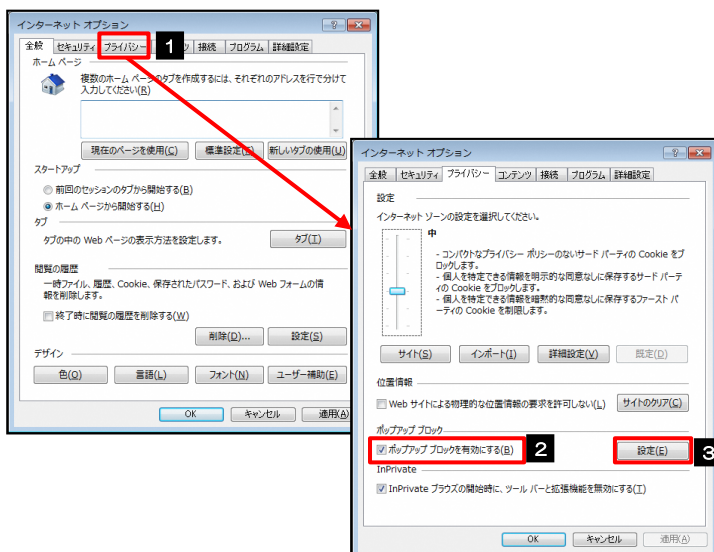 インターネット オプション
全般 セキュリティ プライバシー ツ 接続 プログラム 詳細設定
1
ホーム ページ
複数のホーム ページのタブを作成するには、それぞれのアドレスを行で分けて
入力してください(R)
現在のページを使用(C) 標準設定 新しいタブの使用(U)
スタートアップ
前回のセッションのタブから開始する(B)
ホーム ページから開始する(H)
タブ
タブの中の Web ページの表示方法を設定します。 タブ(T)
閲覧の履歴
一時ファイル、履歴、Cookie、保存されたパスワード、および Web フォームの情
報を削除します。
終了時に閲覧の履歴を削除する(W)
削除(D)... 設定(S)
デザイン
色(O) 言語(L) フォント(N) ユーザー補助(E)
OK キャンセル 適用(A)
インターネット オプション
全般 セキュリティ プライバシー コンテンツ 接続 プログラム 詳細設定
設定
インターネット ゾーンの設定を選択してください。
中
- コンパクトなプライバシー ポリシーのないサード パーティの Cookie をブ
ロックします。
- 個人を特定できる情報を明示的な同意なしに保存するサード パーテ
ィの Cookie をブロックします。
- 個人を特定できる情報を暗黙的な同意なしに保存するファースト パ
ーティの Cookie を制限します。
サイト(S) インポート(I) 詳細設定(V) 既定(D)
位置情報
Web サイトによる物理的な位置情報の要求を許可しない(L) サイトのクリア(C)
ポップアップ ブロック
ポップアップ ブロックを有効にする(B) 2 設定(E) 3
InPrivate
InPrivate ブラウズの開始時に、ツール バーと拡張機能を無効にする(T)
OK キャンセル 適用(A)